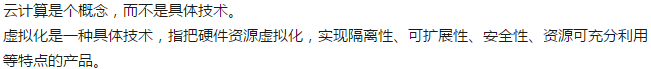 云计算是个概念，而不是具体技术。
虚拟化是一种具体技术，指把硬件资源虚拟化，实现隔离性、可扩展性、安全性、资源可充分利用
等特点的产品。